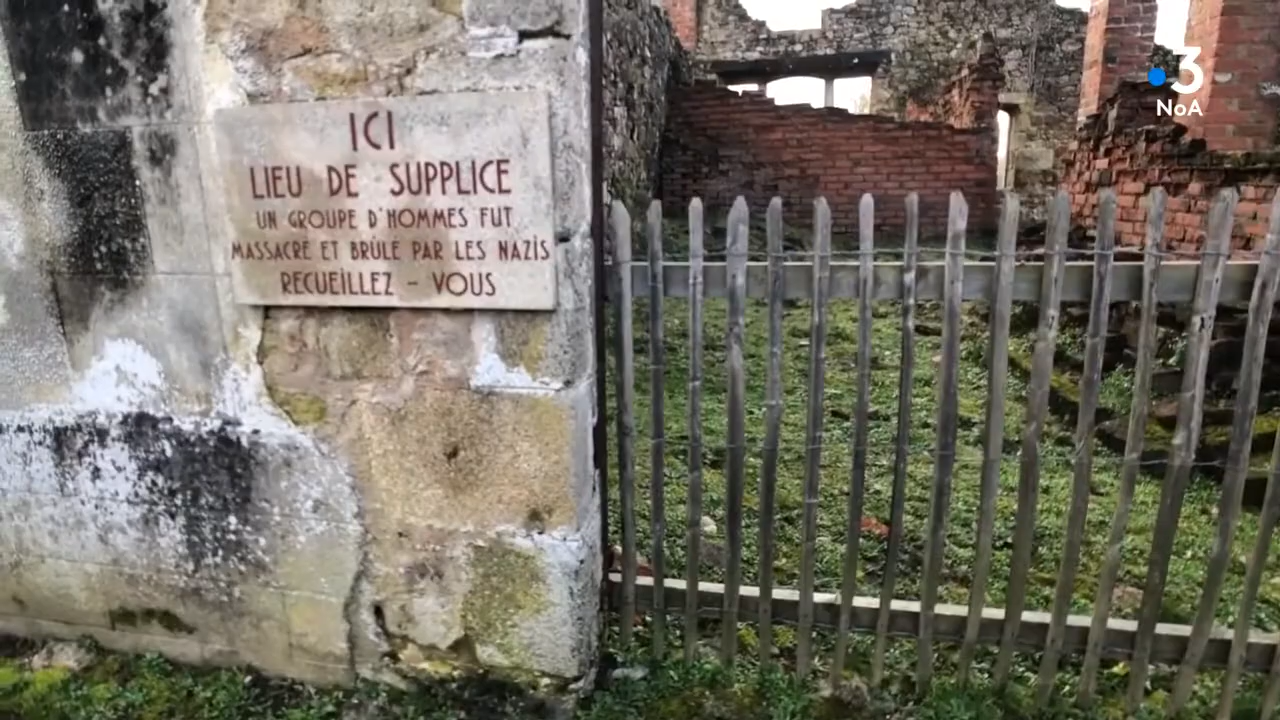 ICI
LIEU DE SUPPLICE
UN GROUPE D'HOMMES FUT
MASSACRÉ ET BRÛLÉ PAR LES NAZIS
RECUEILLEZ - VOUS
3
NoA